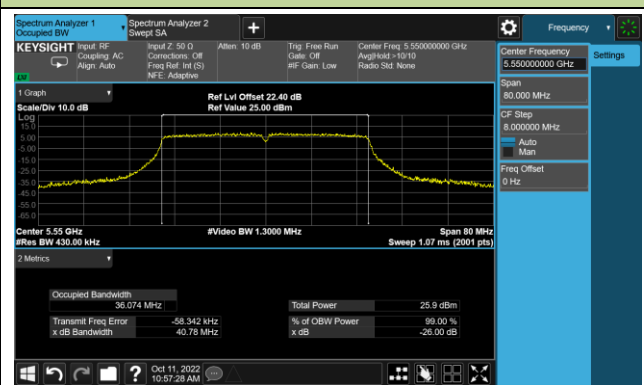 Spectrum Analyzer 1
Occupied BW
Spectrum Analyzer 2
Swept SA
Frequency
KEYSIGHT
Input: RF
Coupling: AC
Align: Auto
Input Z: 50 Ω
Corrections: Off
Freq Ref: Int (S)
NFE: Adaptive
Atten: 10 dB
Trig: Free Run
Gate: Off
#IF Gain: Low
Center Freq: 5.550000000 GHz
Avg|Hold:>10/10
Radio Std: None
Center Frequency
5.550000000 GHz
Settings
Span
80.000 MHz
CF Step
8.000000 MHz
Auto
Man
Freq Offset
0 Hz
1 Graph
Scale/Div 10.0 dB
Ref Lvl Offset 22.40 dB
Ref Value 25.00 dBm
Log
15.0
5.00
-5.00
-15.0
-25.0
-35.0
-45.0
-55.0
-65.0
Center 5.55 GHz
#Res BW 430.00 kHz
#Video BW 1.3000 MHz
Span 80 MHz
Sweep 1.07 ms (2001 pts)
2 Metrics
Occupied Bandwidth
36.074 MHz
Total Power 25.9 dBm
Transmit Freq Error -58.342 kHz
x dB Bandwidth 40.78 MHz
% of OBW Power 99.00 %
x dB -26.00 dB
?
Oct 11, 2022
10:57:28 AM